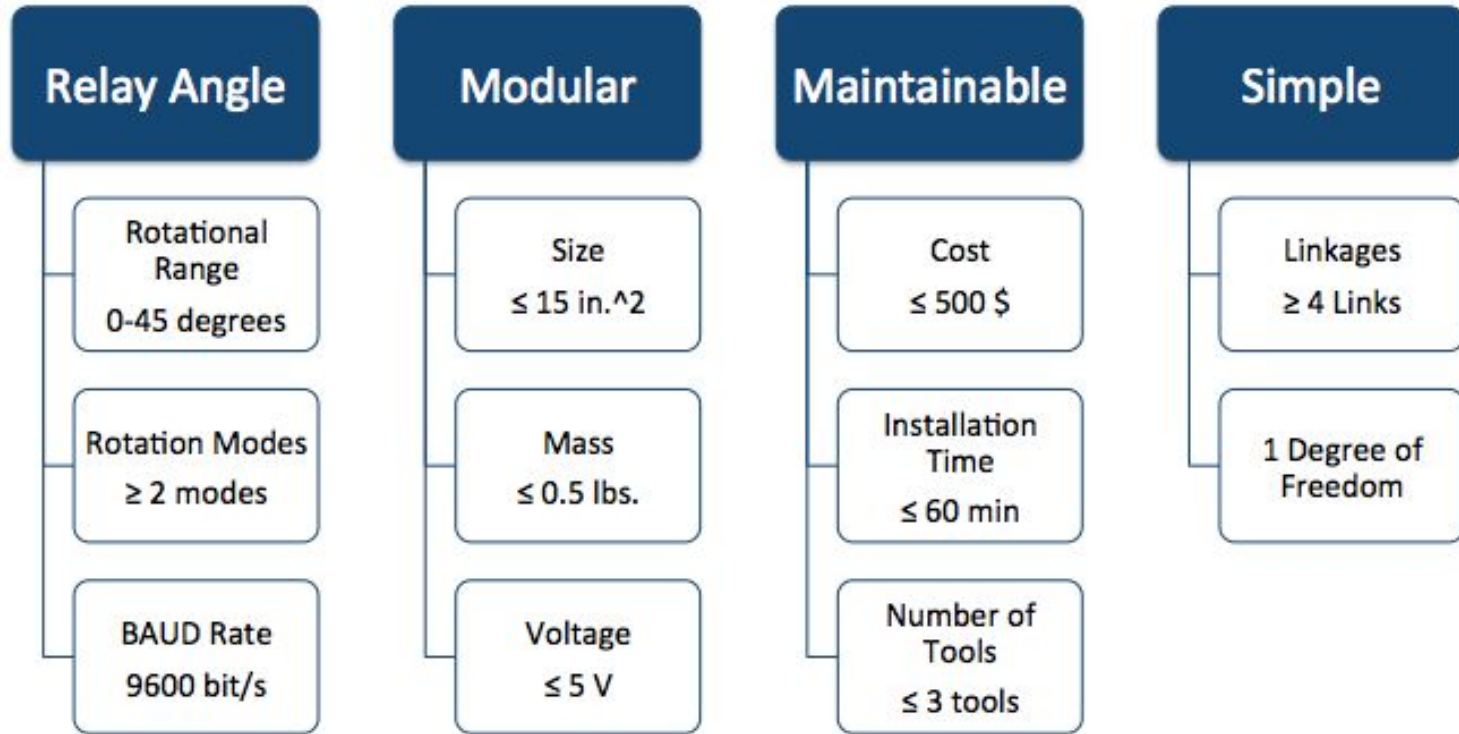 Relay Angle
Rotational
Range
0-45 degrees
Rotation Modes
≥ 2 modes
BAUD Rate
9600 bit/s
Modular
Size
≤ 15 in.^2
Mass
≤ 0.5 lbs.
Voltage
≤ 5 V
Maintainable
Cost
≤ 500 $
Installation
Time
≤ 60 min
Number of
Tools
≤ 3 tools
Simple
Linkages
≥ 4 Links
1 Degree of
Freedom